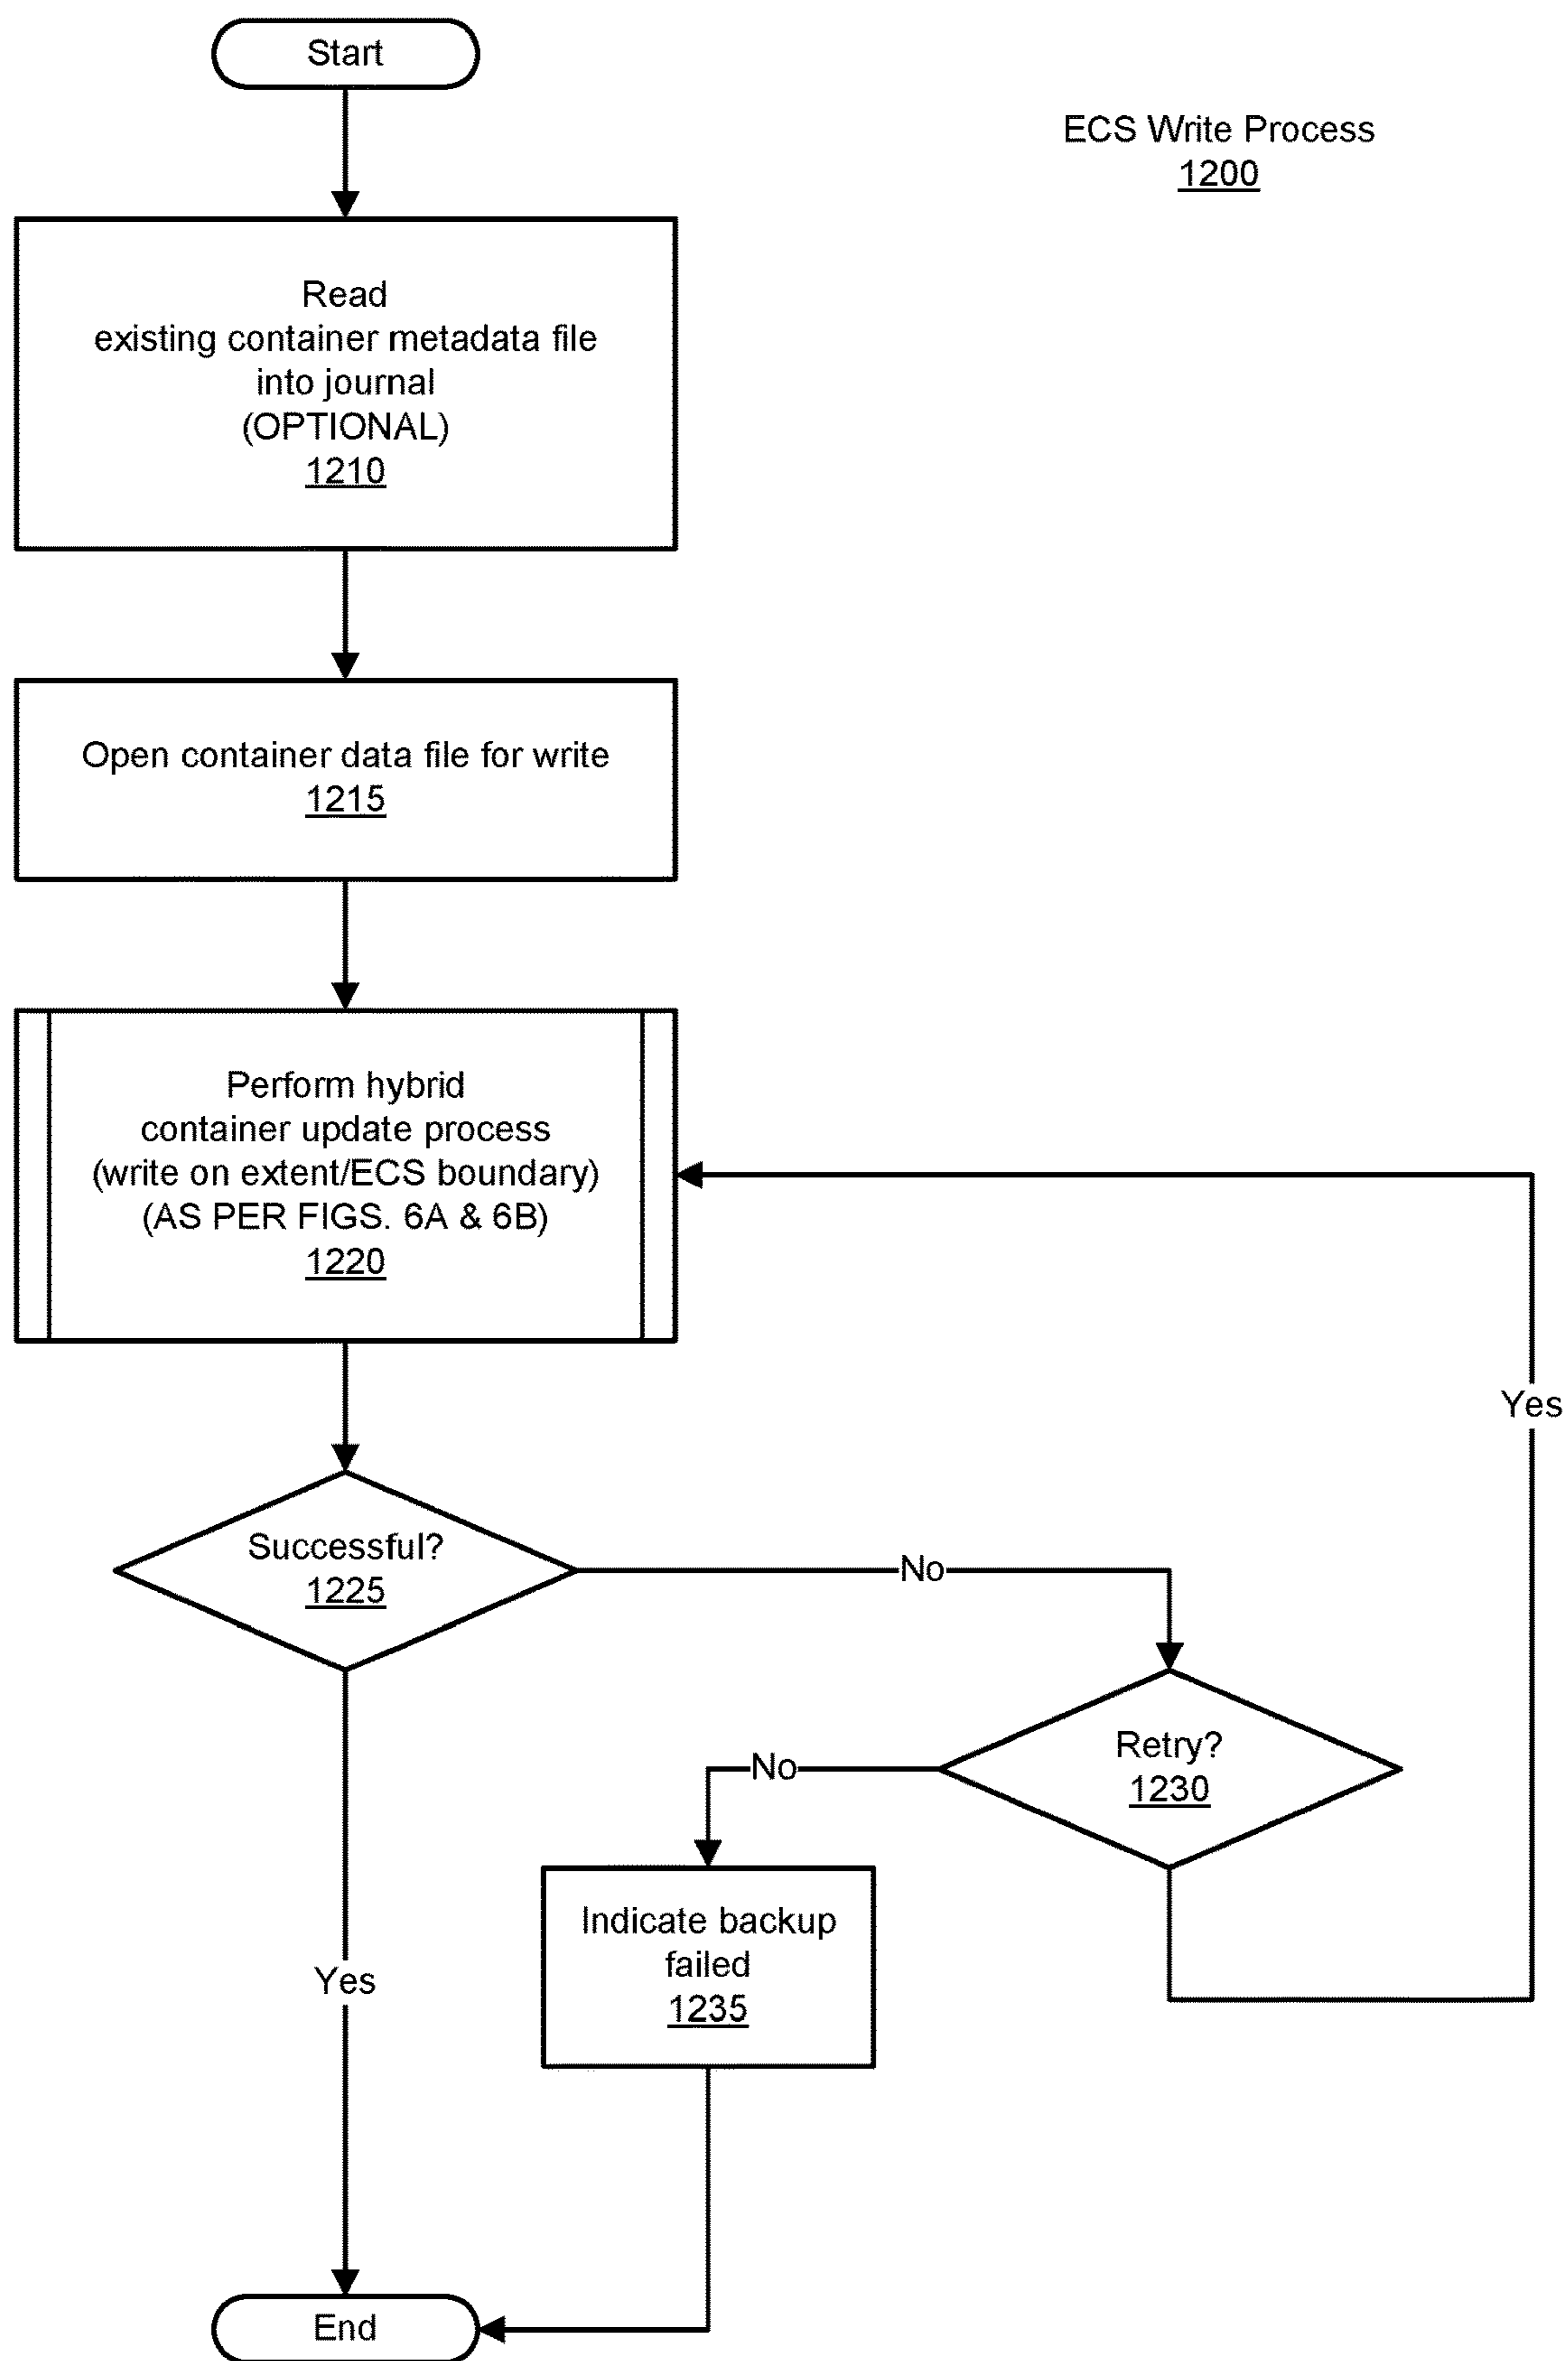 Start
ECS Write Process
1200
Read
existing container metadata file
into journal
(OPTIONAL)
1210
Open container data file for write
1215
Perform hybrid
container update process
(write on extent/ECS boundary)
(AS PER FIGS. 6A & 6B)
1220
Yes
Successful?
1225
No
Retry?
1230
No
Indicate backup
failed
1235
Yes
End